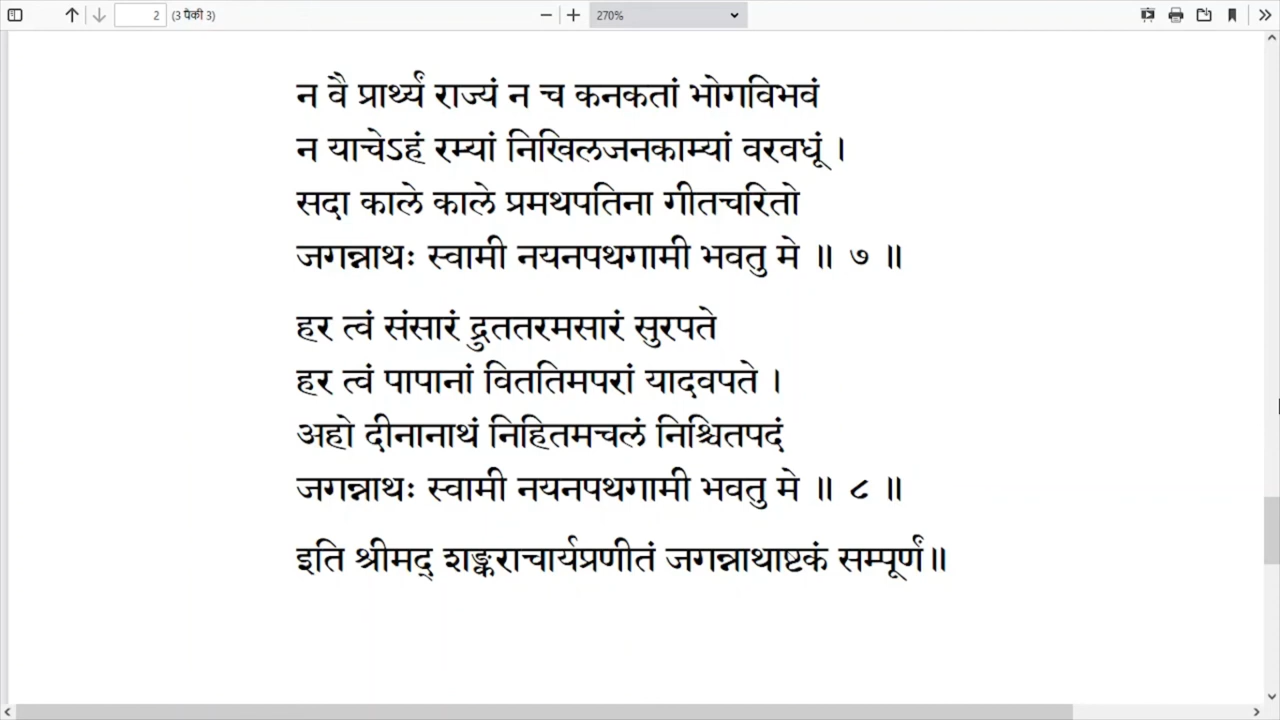 2 (3 पैकी 3) 270%
न वै प्रार्थ्यं राज्यं न च कनकतां भोगविभवं
न याचेऽहं रम्यां निखिलजनकाम्यां वरवधूं ।
सदा काले काले प्रमथपतिना गीतचरितो
जगन्नाथः स्वामी नयनपथगामी भवतु मे ॥ ७ ॥
हर त्वं संसारं द्रुततरमसारं सुरपते
हर त्वं पापानां विततिमपरां यादवपते ।
अहो दीनानाथं निहितमचलं निश्चितपदं
जगन्नाथः स्वामी नयनपथगामी भवतु मे ॥ ८ ॥
इति श्रीमद् शङ्कराचार्यप्रणीतं जगन्नाथाष्टकं सम्पूर्णं॥